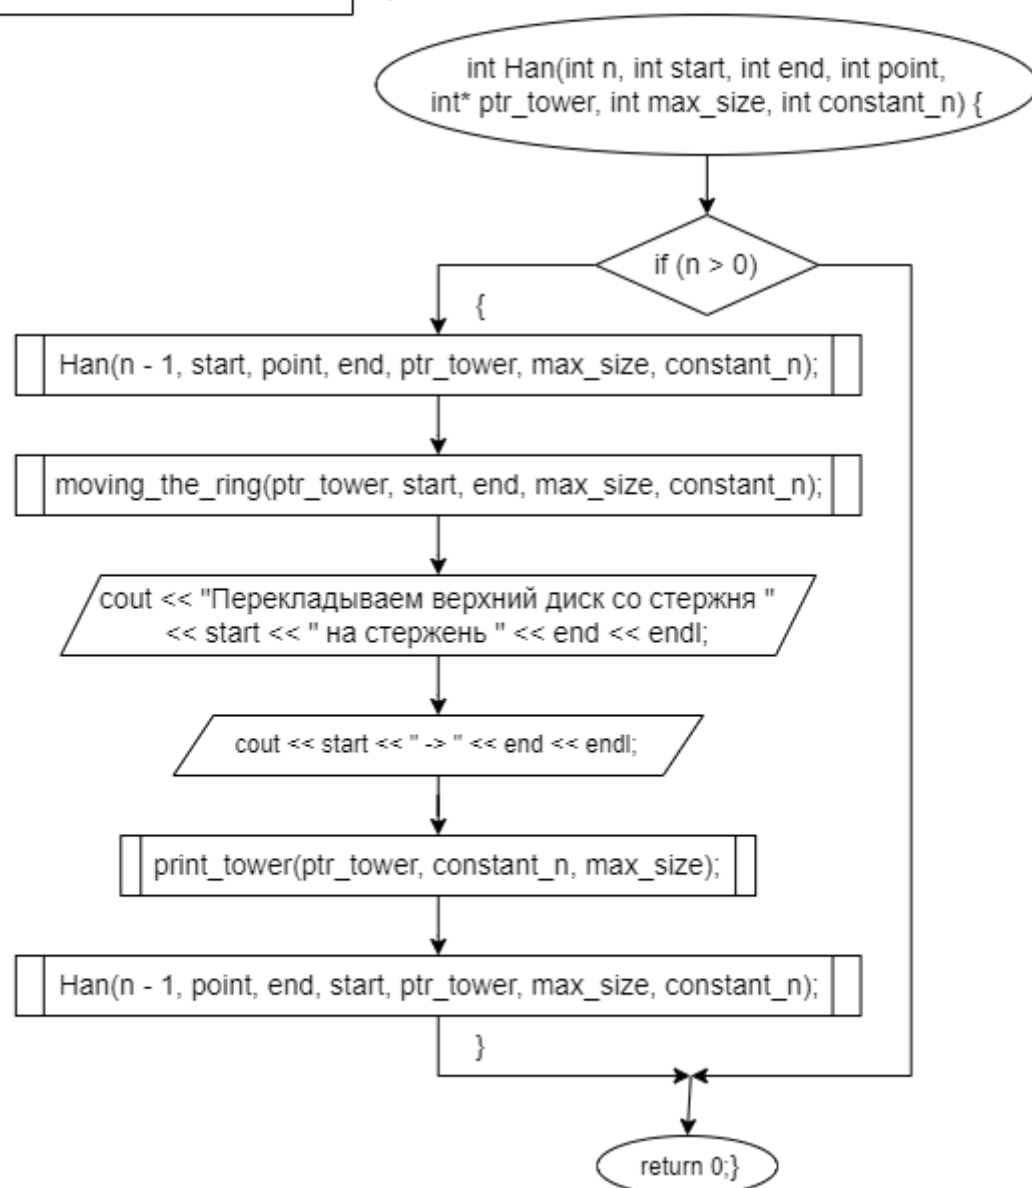 int Han(int n, int start, int end, int point,
int* ptr_tower, int max_size, int constant_n) {
if (n > 0)
{
Han(n - 1, start, point, end, ptr_tower, max_size, constant_n);
moving_the_ring(ptr_tower, start, end, max_size, constant_n);
cout << "Перекладываем верхний диск со стержня "
<< start << " на стержень " << end << endl;
cout << start << " -> " << end << endl;
print_tower(ptr_tower, constant_n, max_size);
Han(n - 1, point, end, start, ptr_tower, max_size, constant_n);
}
return 0;}